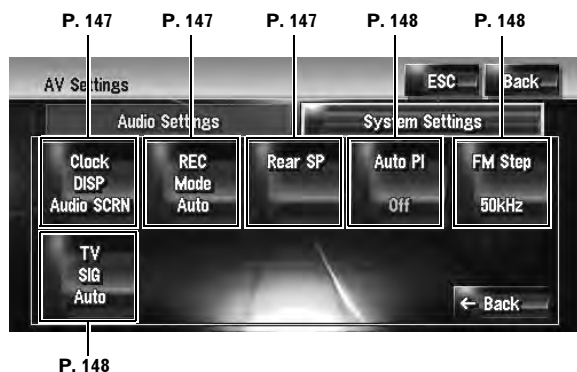 P. 147 P. 147 P. 147 P. 148 P. 148
AV Settings ESC Back
Audio Settings System Settings
Clock
DISP
Audio SCRN
REC
Mode
Auto
Rear SP
Auto PI
Off
FM Step
50kHz
TV
SIG
Auto
← Back
P. 148